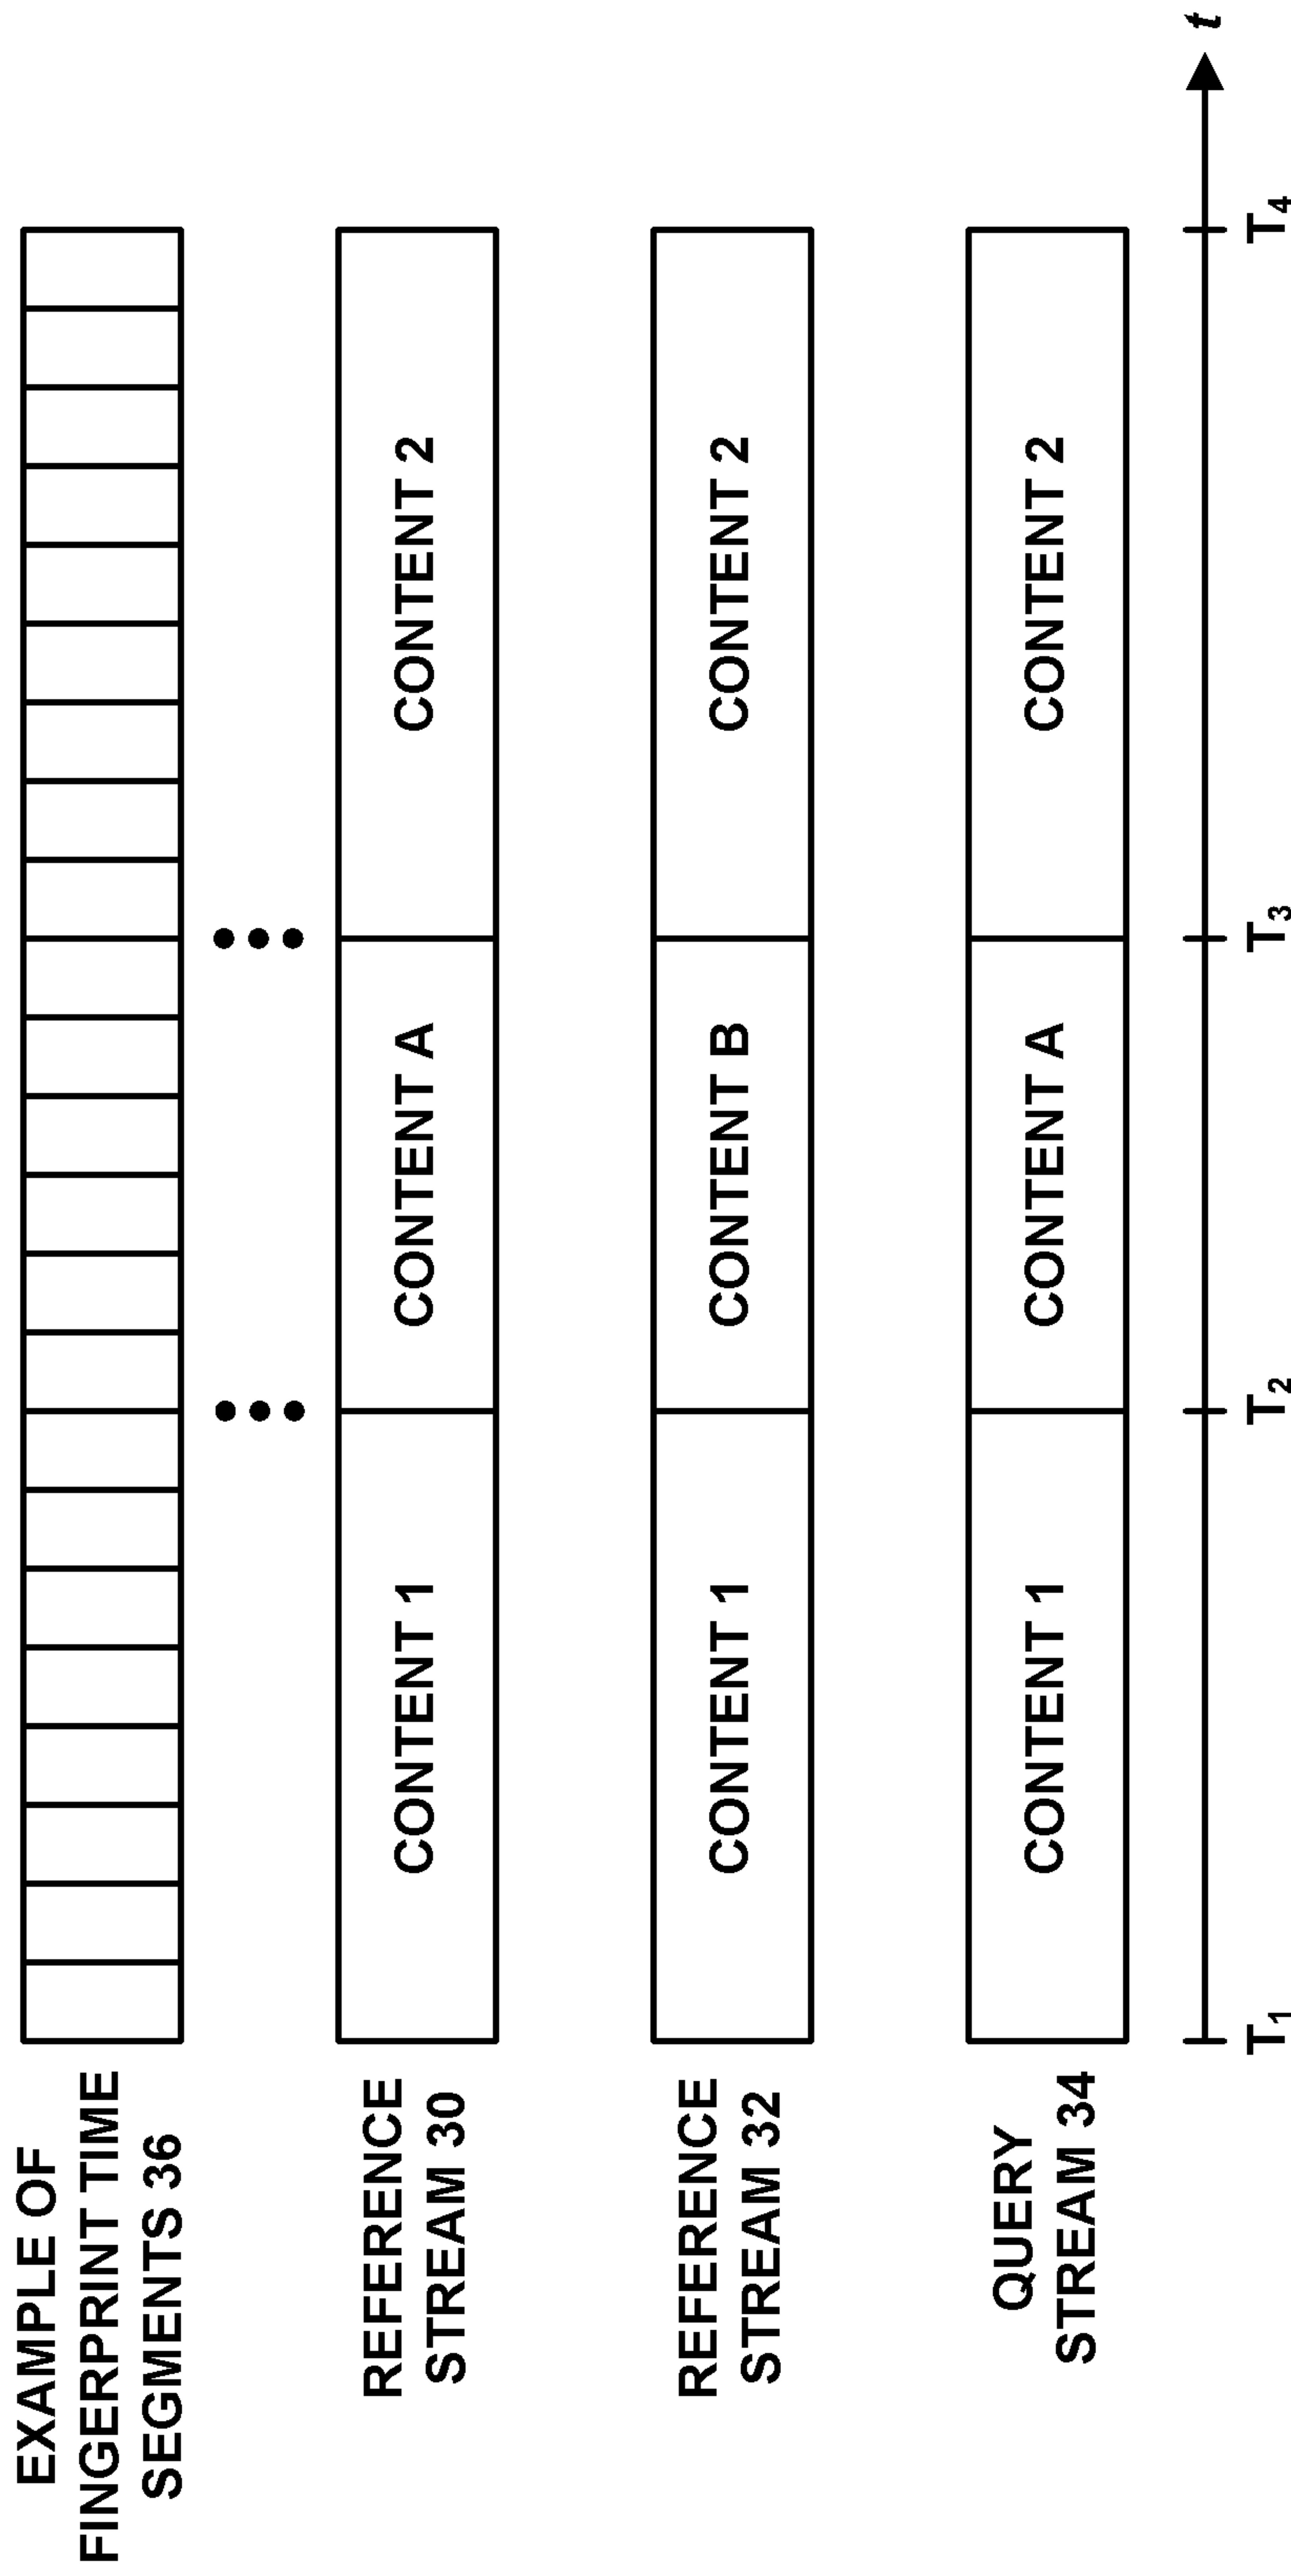 EXAMPLE OF
FINGERPRINT TIME
SEGMENTS 36
REFERENCE
STREAM 30
CONTENT 1
CONTENT A
CONTENT 2
REFERENCE
STREAM 32
CONTENT 1
CONTENT B
CONTENT 2
QUERY
STREAM 34
CONTENT 1
CONTENT A
CONTENT 2
t
T1
T2
T3
T4